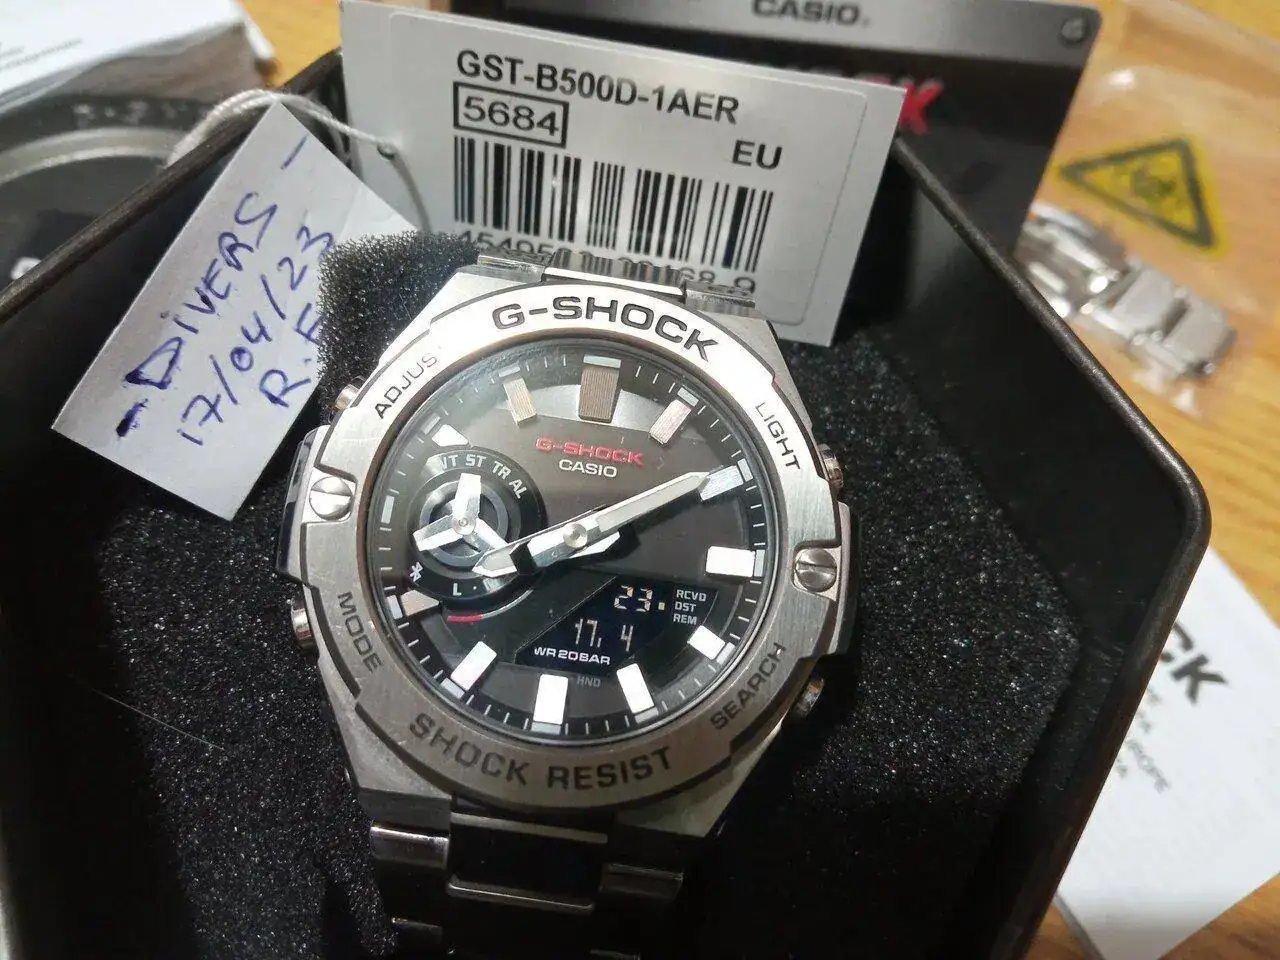 CASIO
GST-B500D-1AER
5684
EU
- DIVERS -
17/04/23
G-SHOCK
ADJUST
LIGHT
G-SHOCK
CASIO
ST TR AL
L
23
RCVD
DST
REM
17. 4
WR20BAR
HND
MODE
SEARCH
SHOCK RESIST